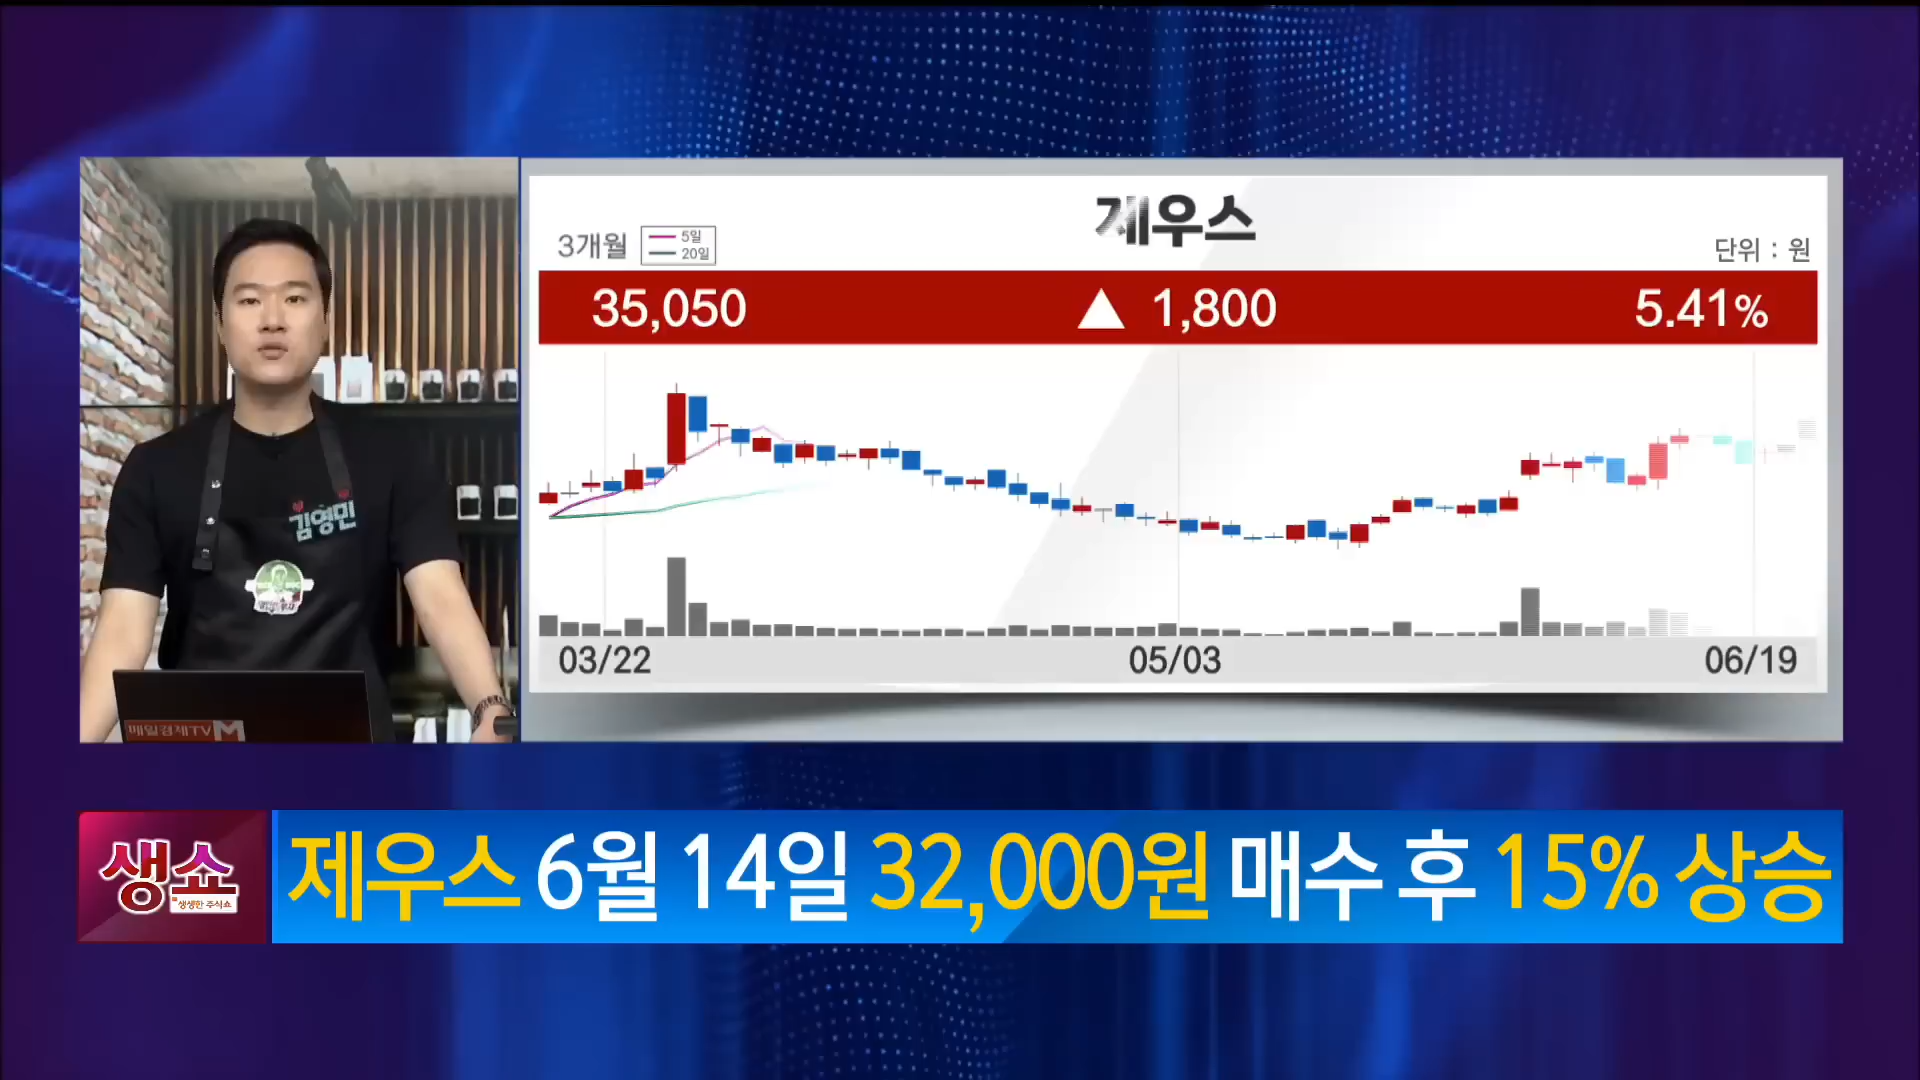 제우스
3개월
5일
20일
단위 : 원
35,050 ▲ 1,800 5.41%
김영민
매일경제TV M
03/22 05/03 06/19
생쇼
생생한 주식쇼
제우스 6월 14일 32,000원 매수 후 15% 상승